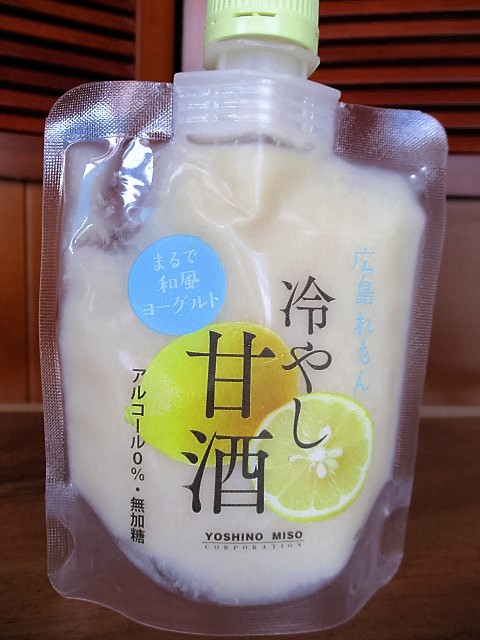 広島れもん
冷やし
甘酒
まるで
和風
ヨーグルト
アルコール0%・無加糖
YOSHINO MISO
CORPORATION